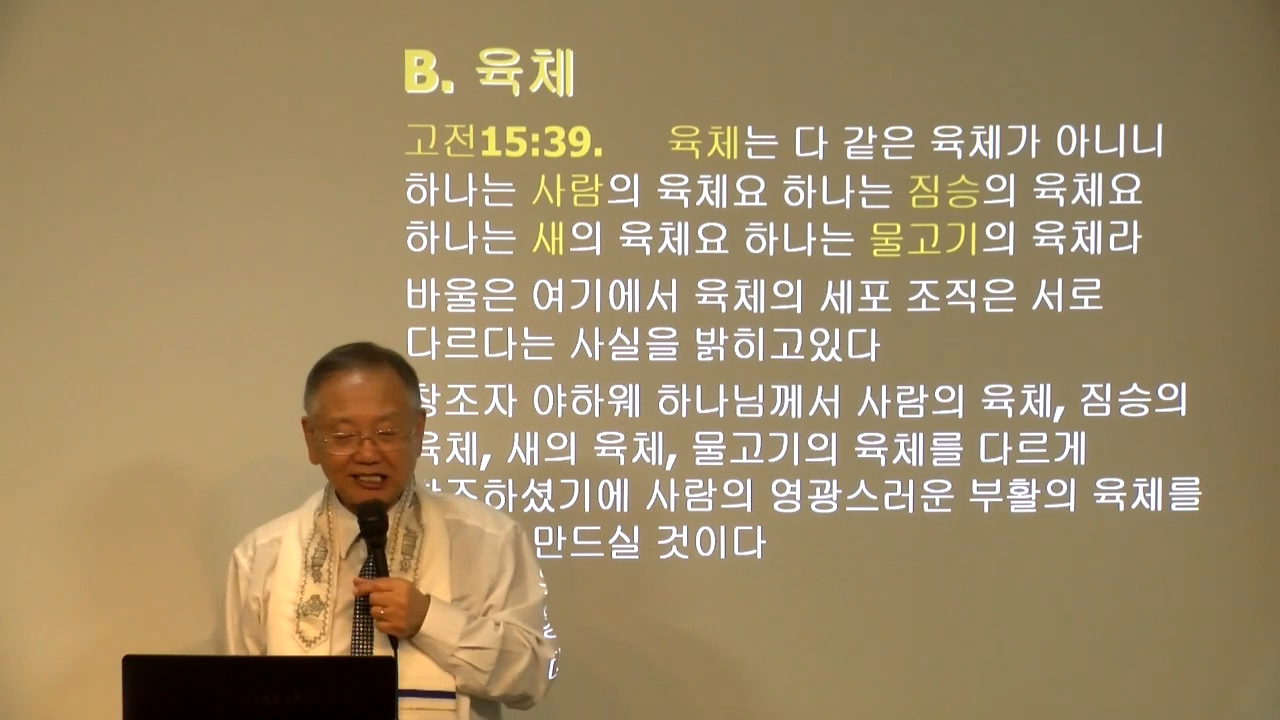 B. 육체
고전15:39. 육체는 다 같은 육체가 아니니
하나는 사람의 육체요 하나는 짐승의 육체요
하나는 새의 육체요 하나는 물고기의 육체라
바울은 여기에서 육체의 세포 조직은 서로
다르다는 사실을 밝히고있다
창조자 야하웨 하나님께서 사람의 육체, 짐승의
육체, 새의 육체, 물고기의 육체를 다르게
창조하셨기에 사람의 영광스러운 부활의 육체를
만드실 것이다